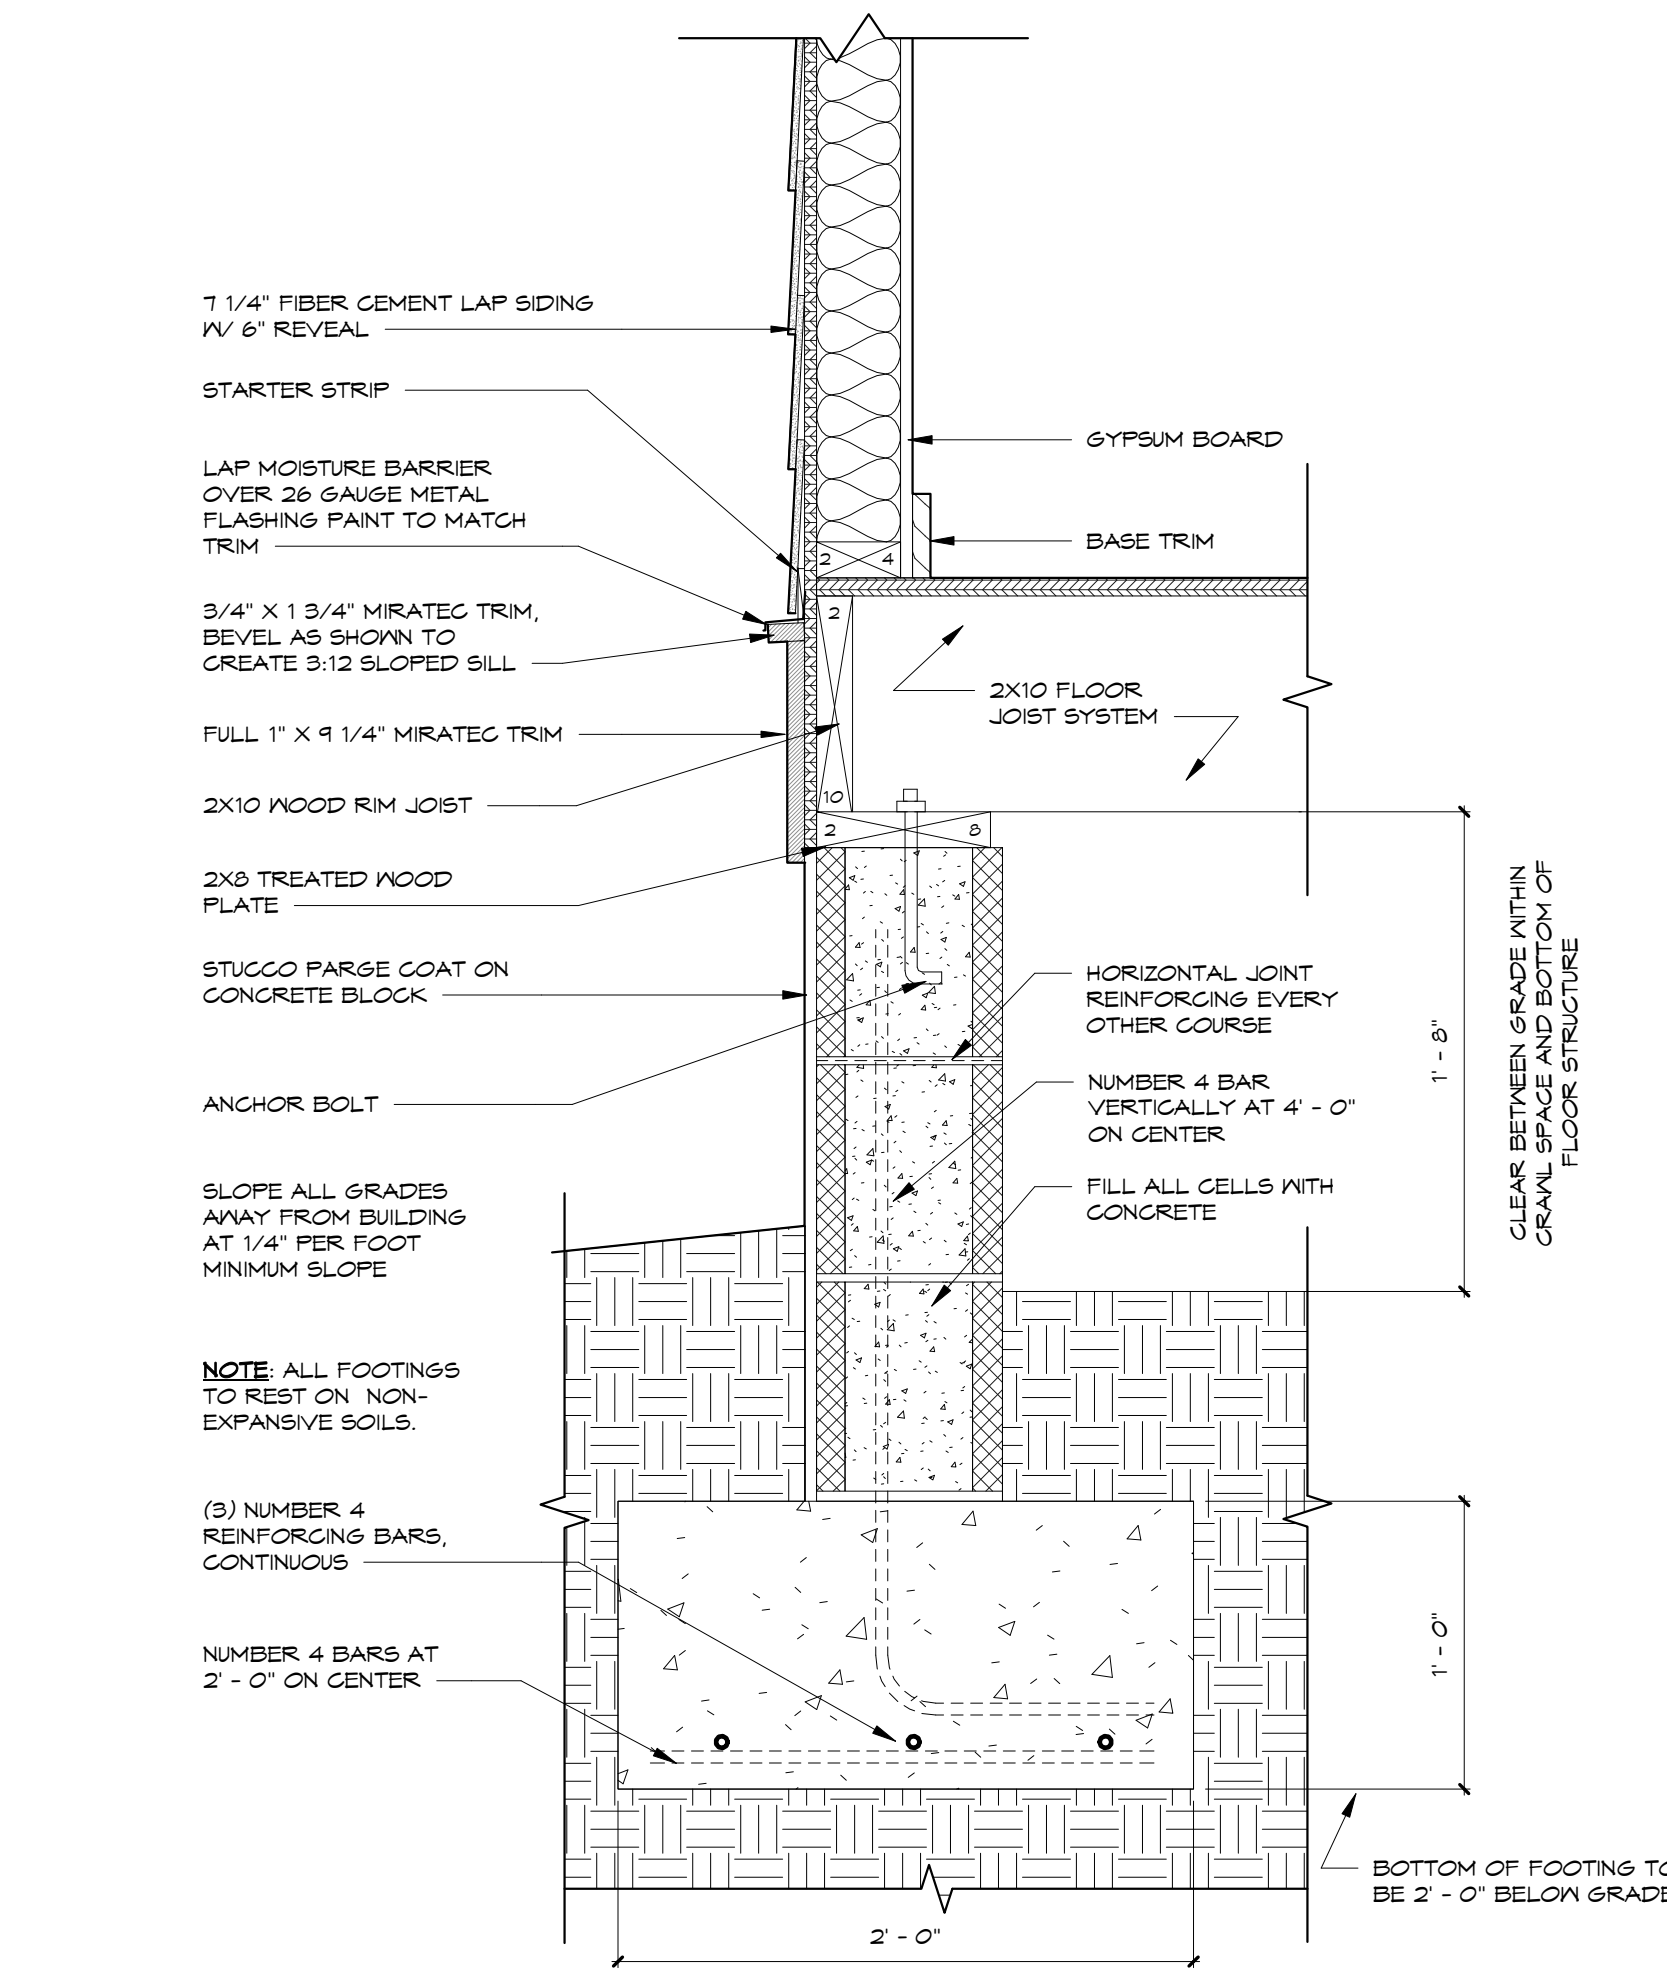 7 1/4" FIBER CEMENT LAP SIDING
W/ 6" REVEAL
STARTER STRIP
LAP MOISTURE BARRIER
OVER 26 GAUGE METAL
FLASHING PAINT TO MATCH
TRIM
3/4" X 1 3/4" MIRATEC TRIM,
BEVEL AS SHOWN TO
CREATE 3:12 SLOPED SILL
FULL 1" X 9 1/4" MIRATEC TRIM
2X10 WOOD RIM JOIST
2X8 TREATED WOOD
PLATE
STUCCO PARGE COAT ON
CONCRETE BLOCK
ANCHOR BOLT
SLOPE ALL GRADES
AWAY FROM BUILDING
AT 1/4" PER FOOT
MINIMUM SLOPE
NOTE: ALL FOOTINGS
TO REST ON NON-
EXPANSIVE SOILS.
(3) NUMBER 4
REINFORCING BARS,
CONTINUOUS
NUMBER 4 BARS AT
2' - 0" ON CENTER
2 4
2
10
2 8
GYPSUM BOARD
BASE TRIM
2X10 FLOOR
JOIST SYSTEM
HORIZONTAL JOINT
REINFORCING EVERY
OTHER COURSE
NUMBER 4 BAR
VERTICALLY AT 4' - 0"
ON CENTER
FILL ALL CELLS WITH
CONCRETE
1' - 8"
CLEAR BETWEEN GRADE WITHIN
CRAWL SPACE AND BOTTOM OF
FLOOR STRUCTURE
1' - 0"
BOTTOM OF FOOTING TO
BE 2' - 0" BELOW GRADE
2' - 0"